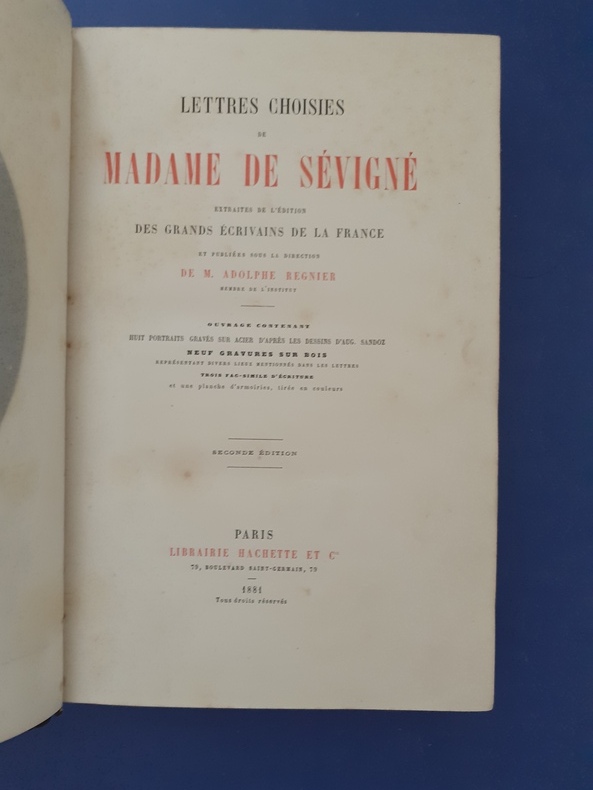 LETTRES CHOISIES
DE
MADAME DE SÉVIGNÉ
EXTRAITES DE L'ÉDITION
DES GRANDS ÉCRIVAINS DE LA FRANCE
ET PUBLIÉES SOUS LA DIRECTION
DE M. ADOLPHE REGNIER
MEMBRE DE L'INSTITUT
OUVRAGE CONTENANT
HUIT PORTRAITS GRAVÉS SUR ACIER D'APRÈS LES DESSINS D'AUG. SANDOZ
NEUF GRAVURES SUR BOIS
REPRÉSENTANT DIVERS LIEUX MENTIONNÉS DANS LES LETTRES
TROIS FAC-SIMILE D'ÉCRITURE
et une planche d'armoiries, tirée en couleurs
SECONDE ÉDITION
PARIS
LIBRAIRIE HACHETTE ET Cie
79, BOULEVARD SAINT-GERMAIN, 79
1881
Tous droits réservés